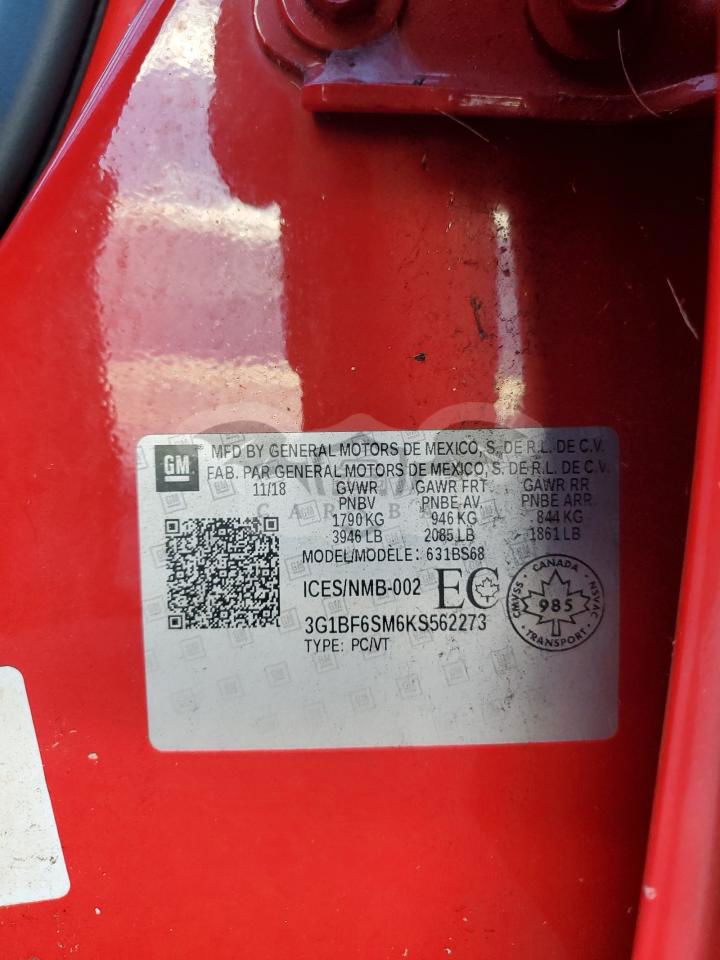 GM
MFD BY GENERAL MOTORS DE MEXICO, S. DE R.L. DE C.V.
FAB. PAR GENERAL MOTORS DE MEXICO, S. DE R.L. DE C.V.
11/18 GVWR GAWR FRT GAWR RR
PNBV PNBE AV PNBE ARR
1790 KG 946 KG 844 KG
3946 LB 2085 LB 1861 LB
MODEL/MODÈLE: 631BS68
ICES/NMB-002 EC
3G1BF6SM6KS562273
TYPE: PC/VT
CANADA
CMVSS 985 NSVAC
TRANSPORT